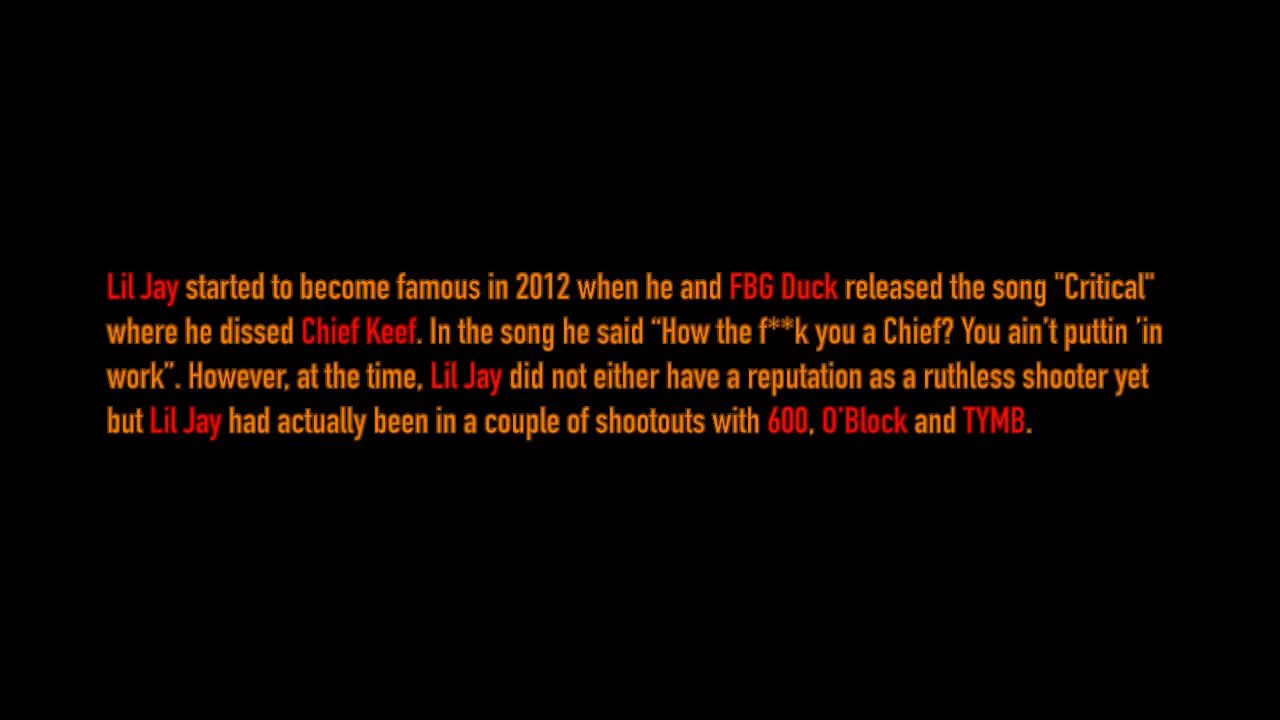 Lil Jay started to become famous in 2012 when he and FBG Duck released the song "Critical"
where he dissed Chief Keef. In the song he said “How the f**k you a Chief? You ain't puttin 'in
work”. However, at the time, Lil Jay did not either have a reputation as a ruthless shooter yet
but Lil Jay had actually been in a couple of shootouts with 600, O'Block and TYMB.